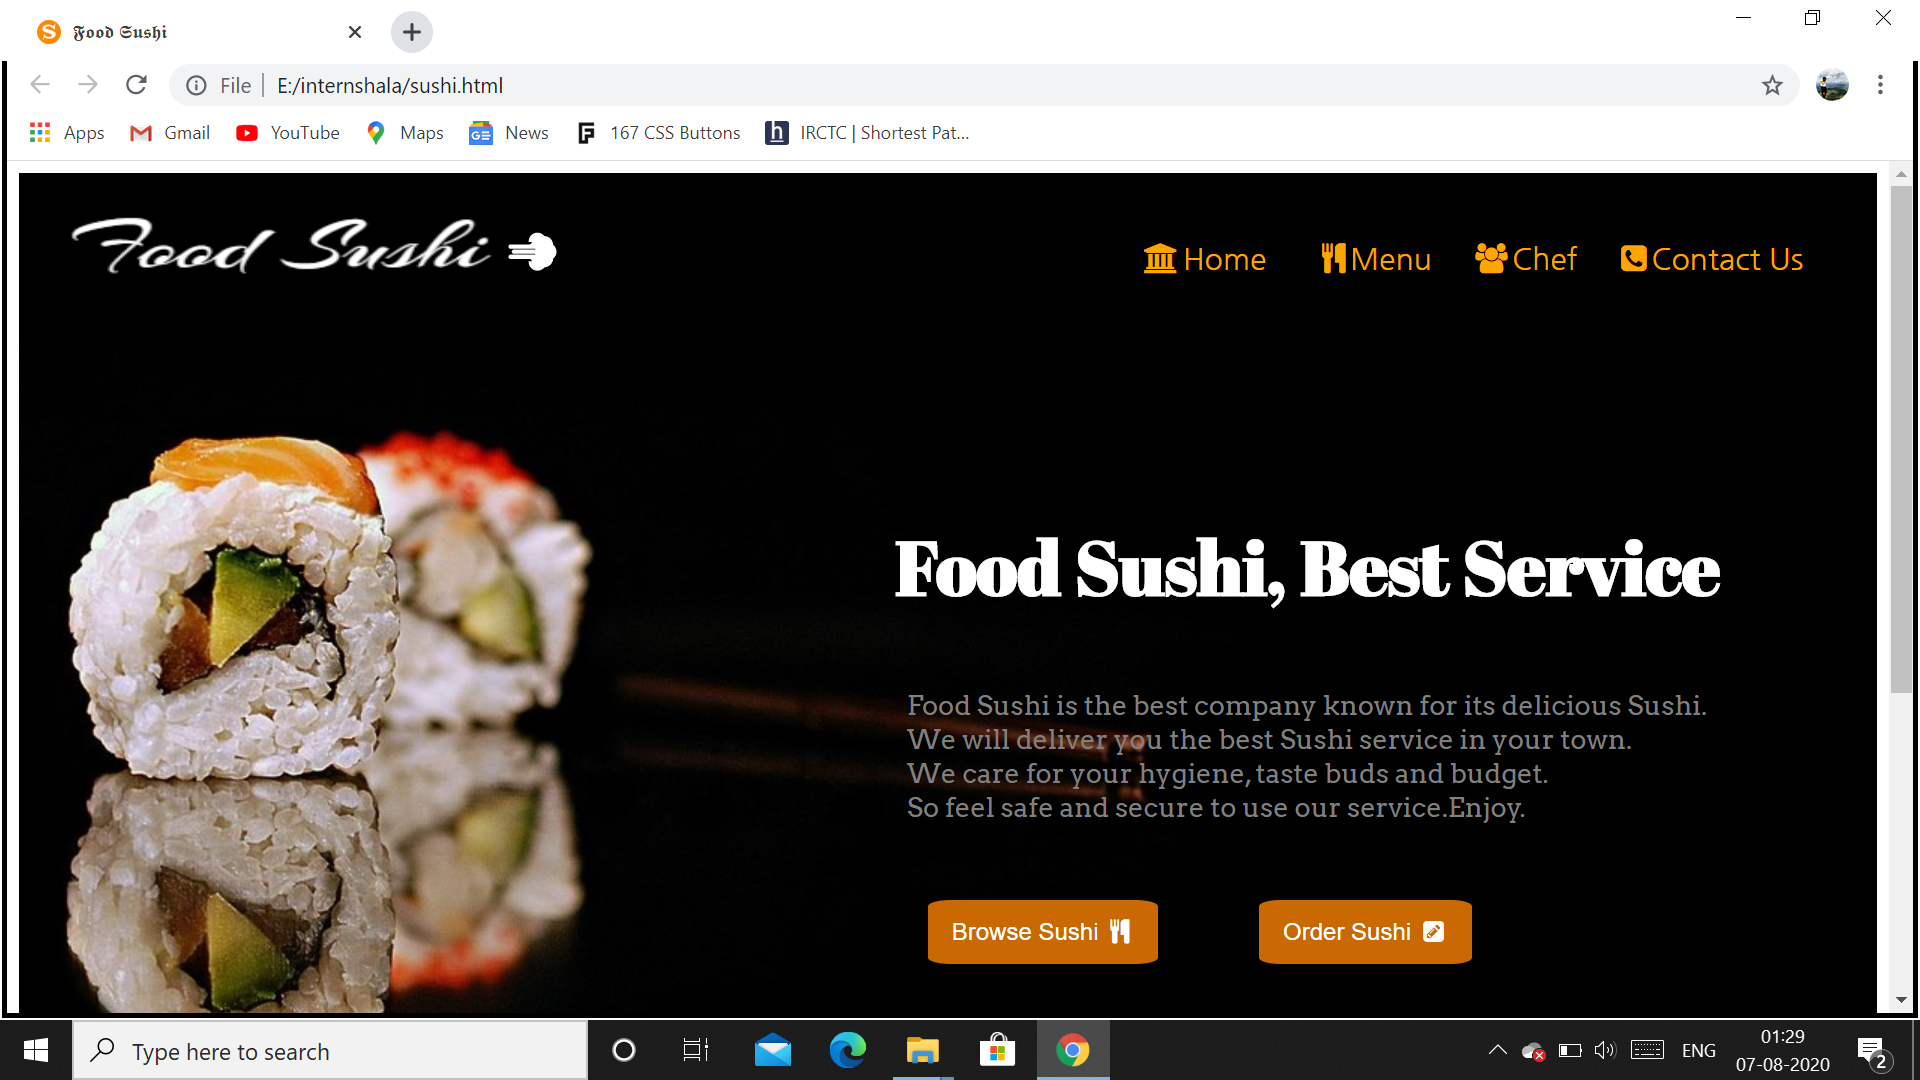 𝕱𝖔𝖔𝖉 𝕾𝖚𝖘𝖍𝖎
File E:/internshala/sushi.html
Apps Gmail YouTube Maps News 167 CSS Buttons IRCTC | Shortest Pat...
Food Sushi
Home Menu Chef Contact Us
Food Sushi, Best Service
Food Sushi is the best company known for its delicious Sushi.
We will deliver you the best Sushi service in your town.
We care for your hygiene, taste buds and budget.
So feel safe and secure to use our service.Enjoy.
Browse Sushi Order Sushi
Type here to search
ENG
01:29
07-08-2020
2